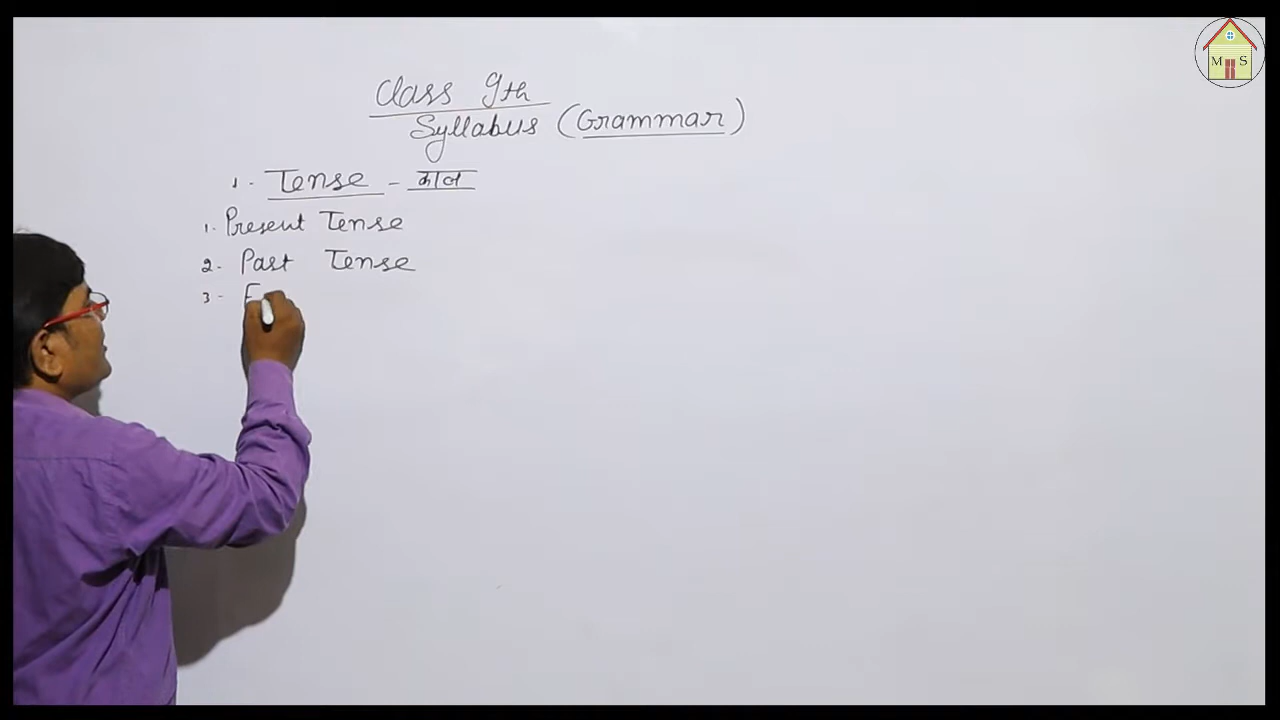 Class 9th
Syllabus (Grammar)
1. Tense - काल
1. Present Tense
2. Past Tense
3- F
M S